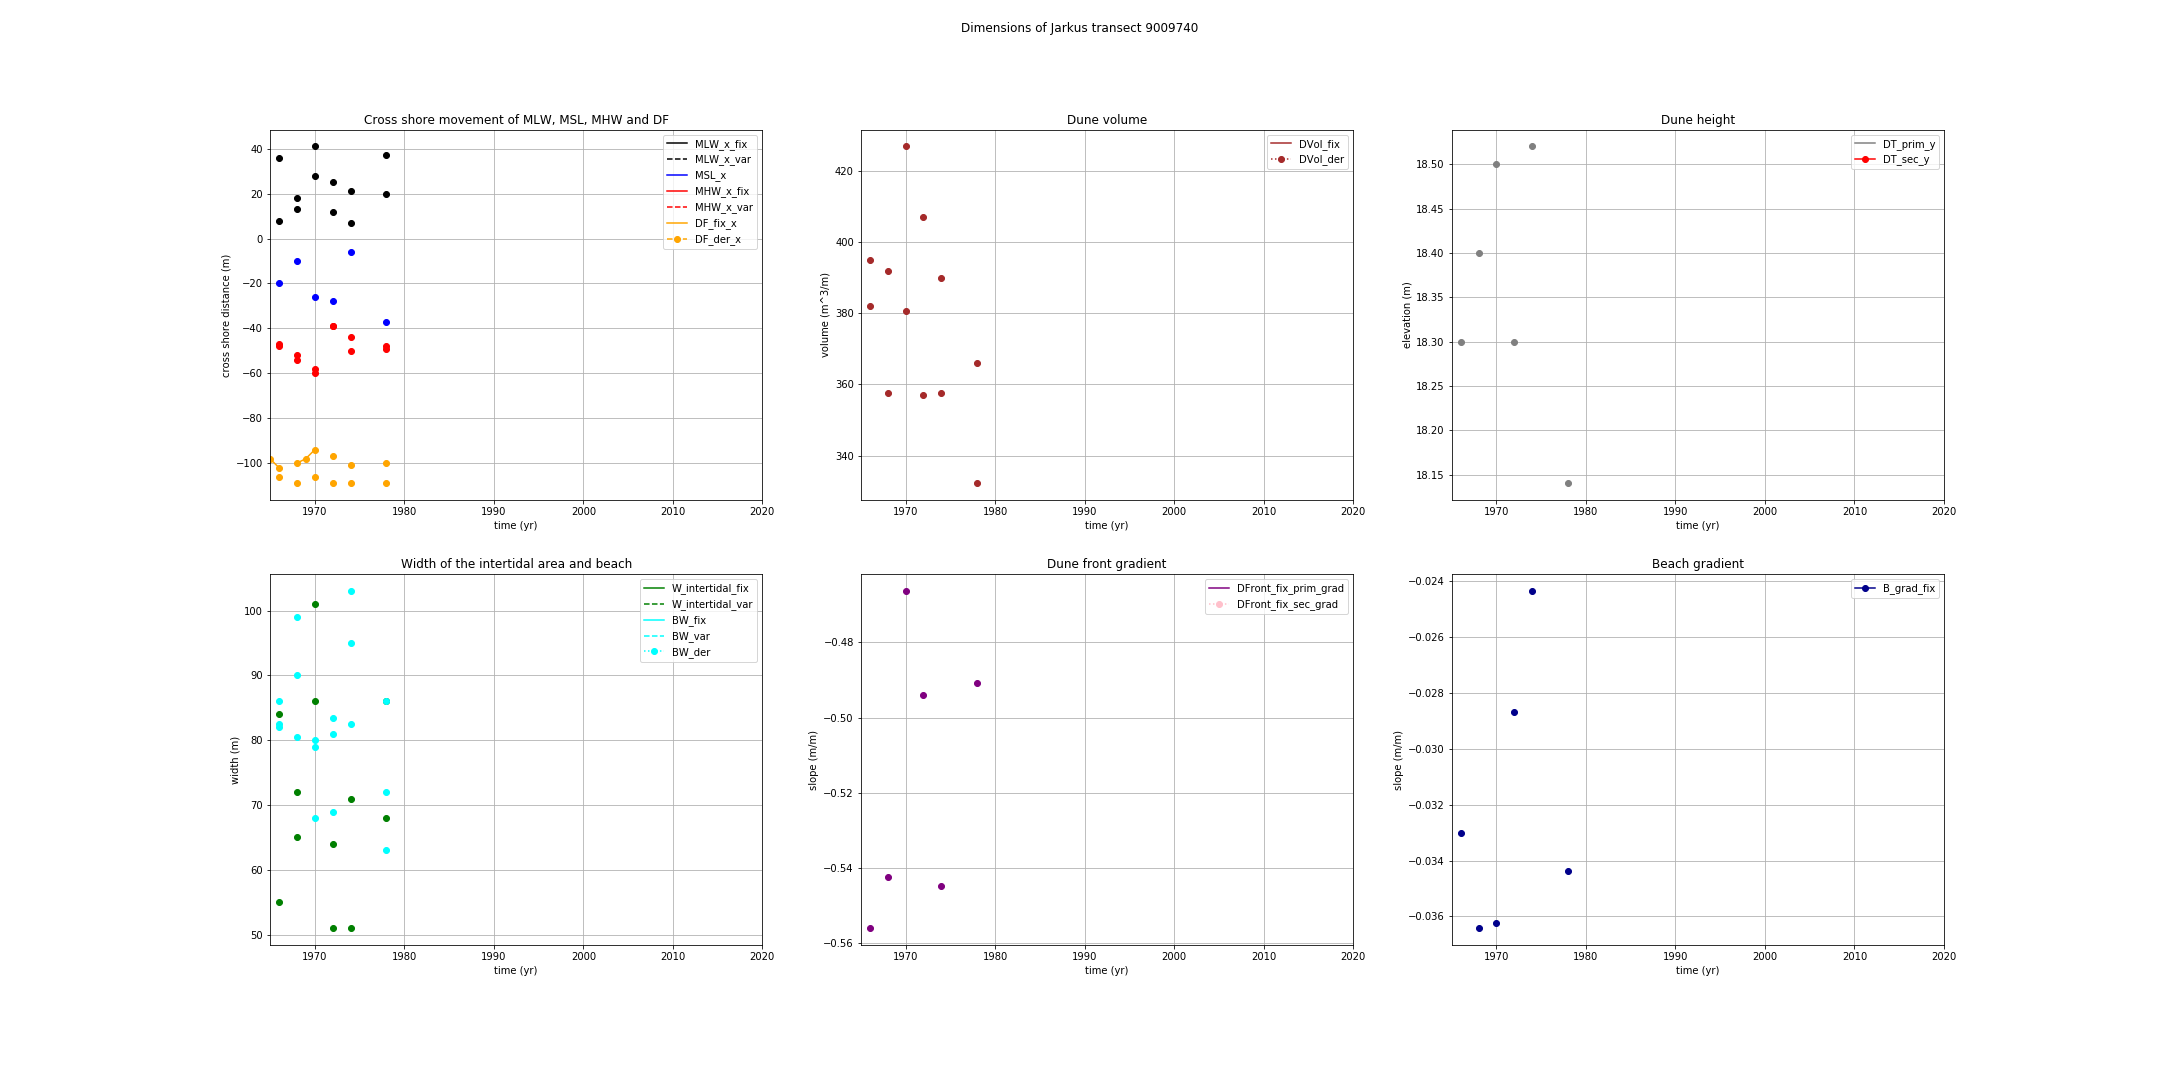 Dimensions of Jarkus transect 9009740
Cross shore movement of MLW, MSL, MHW and DF
cross shore distance (m)
40
20
0
−20
−40
−60
−80
−100
MLW_x_fix
MLW_x_var
MSL_x
MHW_x_fix
MHW_x_var
DF_fix_x
DF_der_x
1970 1980 1990 2000 2010 2020
time (yr)
Dune volume
volume (m^3/m)
420
400
380
360
340
DVol_fix
DVol_der
1970 1980 1990 2000 2010 2020
time (yr)
Dune height
elevation (m)
18.50
18.45
18.40
18.35
18.30
18.25
18.20
18.15
DT_prim_y
DT_sec_y
1970 1980 1990 2000 2010 2020
time (yr)
Width of the intertidal area and beach
width (m)
100
90
80
70
60
50
W_intertidal_fix
W_intertidal_var
BW_fix
BW_var
BW_der
1970 1980 1990 2000 2010 2020
time (yr)
Dune front gradient
slope (m/m)
−0.48
−0.50
−0.52
−0.54
−0.56
DFront_fix_prim_grad
DFront_fix_sec_grad
1970 1980 1990 2000 2010 2020
time (yr)
Beach gradient
slope (m/m)
−0.024
−0.026
−0.028
−0.030
−0.032
−0.034
−0.036
B_grad_fix
1970 1980 1990 2000 2010 2020
time (yr)